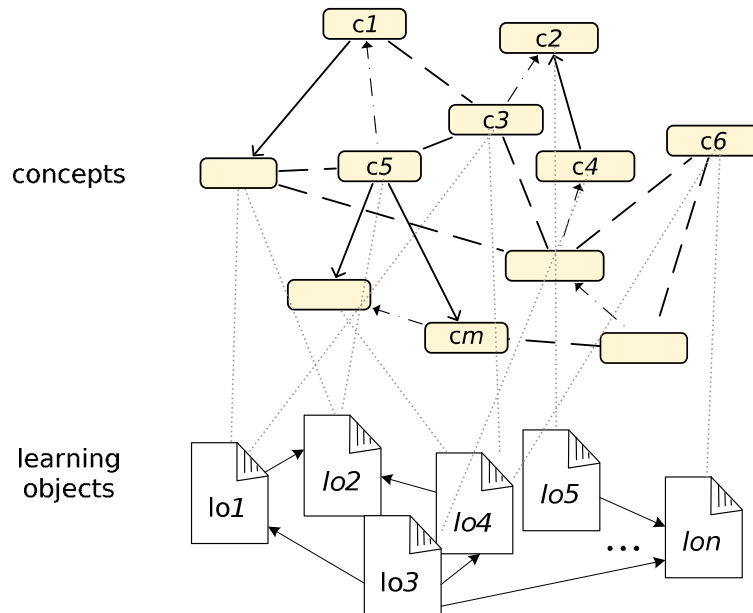 c1
c2
c3
c6
concepts
c5
c4
cm
learning
objects
lo1
lo2
lo4
lo5
lo3
...
lon